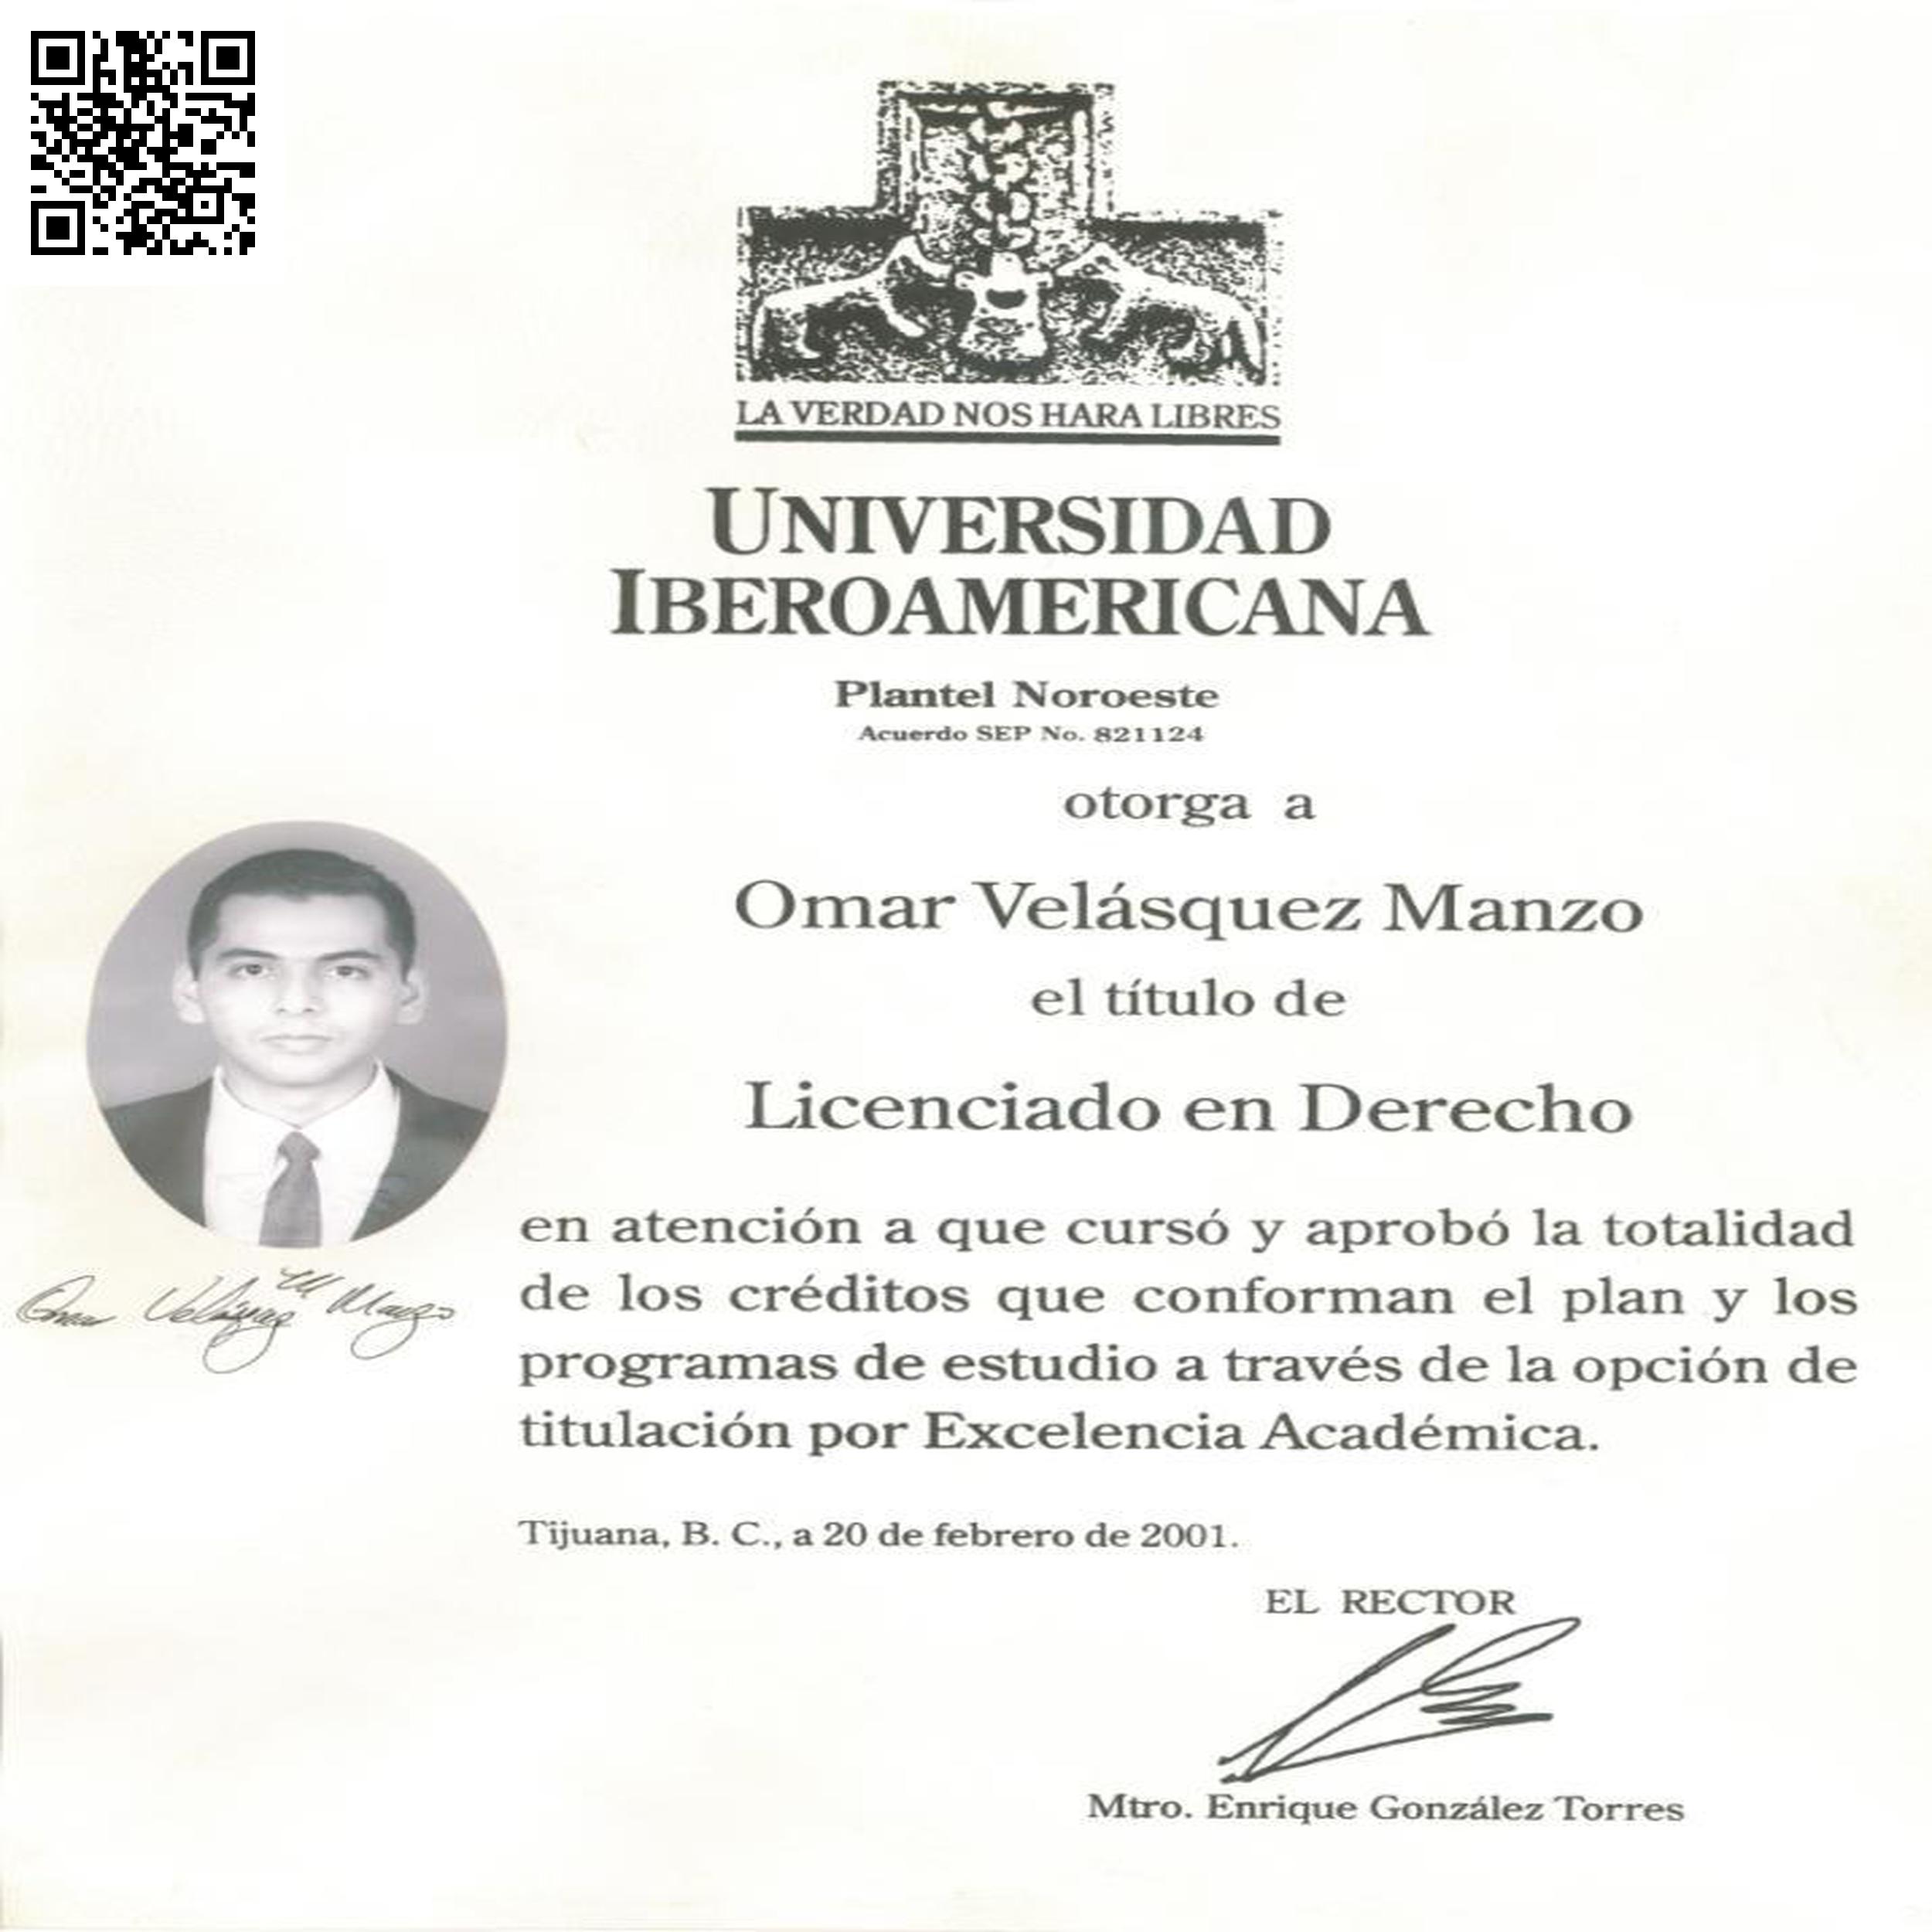 LA VERDAD NOS HARA LIBRES
UNIVERSIDAD
IBEROAMERICANA
Plantel Noroeste
Acuerdo SEP No. 821124
otorga a
Omar Velásquez Manzo
el título de
Licenciado en Derecho
en atención a que cursó y aprobó la totalidad
de los créditos que conforman el plan y los
programas de estudio a través de la opción de
titulación por Excelencia Académica.
Omar Velásquez M Manzo
Tijuana, B. C., a 20 de febrero de 2001.
EL RECTOR
Mtro. Enrique González Torres